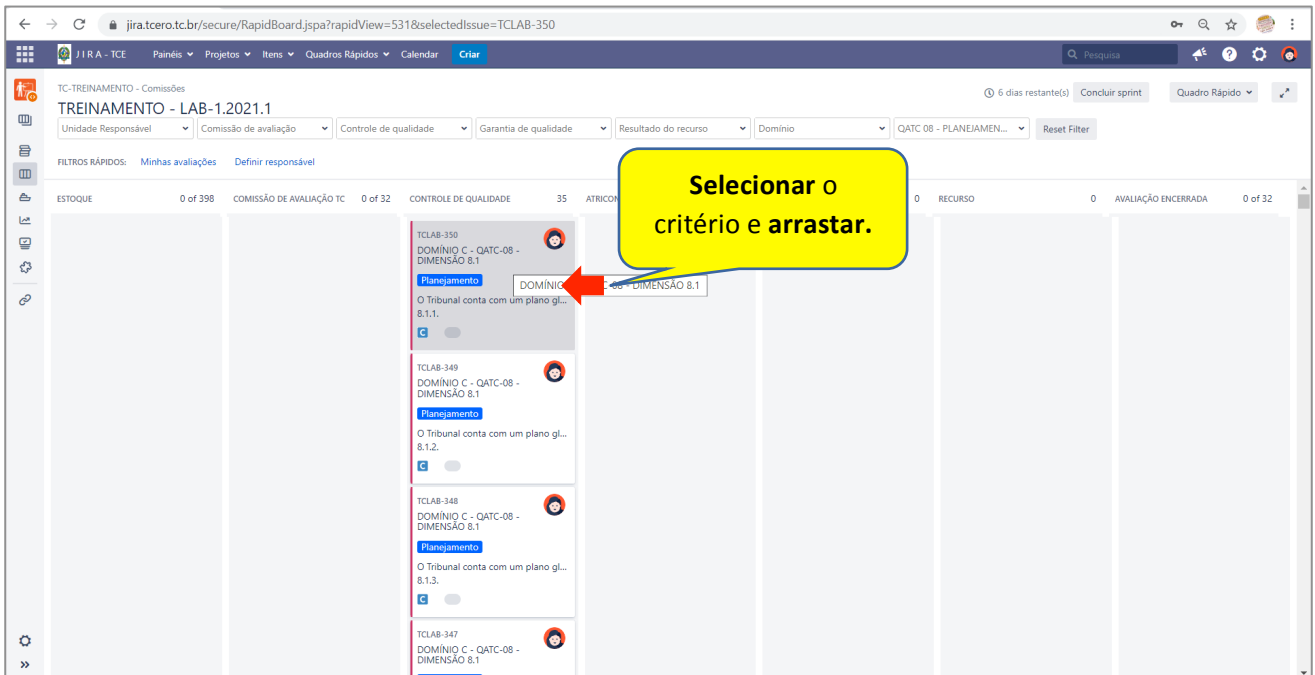 jira.tcero.tc.br/secure/RapidBoard.jspa?rapidView=531&selectedIssue=TCLAB-350
J I R A - TCE Painéis Projetos Itens Quadros Rápidos Calendar Criar Pesquisa
TC-TREINAMENTO - Comissões
6 dias restante(s) Concluir sprint Quadro Rápido
TREINAMENTO - LAB-1.2021.1
Unidade Responsável Comissão de avaliação Controle de qualidade Garantia de qualidade Resultado do recurso Domínio QATC 08 - PLANEJAMEN... Reset Filter
FILTROS RÁPIDOS: Minhas avaliações Definir responsável
Selecionar o
critério e arrastar.
ESTOQUE 0 of 398 COMISSÃO DE AVALIAÇÃO TC 0 of 32 CONTROLE DE QUALIDADE 35 ATRICON 0 RECURSO 0 AVALIAÇÃO ENCERRADA 0 of 32
TCLAB-350
DOMÍNIO C - QATC-08 -
DIMENSÃO 8.1
Planejamento
DOMÍNIO C-08 - DIMENSÃO 8.1
O Tribunal conta com um plano gl...
8.1.1.
C
TCLAB-349
DOMÍNIO C - QATC-08 -
DIMENSÃO 8.1
Planejamento
O Tribunal conta com um plano gl...
8.1.2.
C
TCLAB-348
DOMÍNIO C - QATC-08 -
DIMENSÃO 8.1
Planejamento
O Tribunal conta com um plano gl...
8.1.3.
C
TCLAB-347
DOMÍNIO C - QATC-08 -
DIMENSÃO 8.1